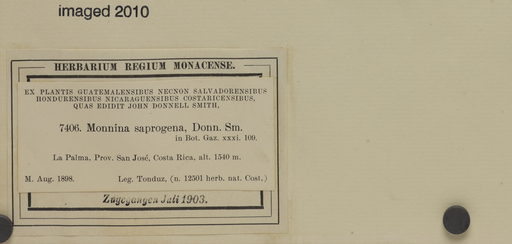 imaged 2010
HERBARIUM REGIUM MONACENSE.
EX PLANTIS GUATEMALENSIBUS NECNON SALVADORENSIBUS
HONDURENSIBUS NICARAGUENSIBUS COSTARICENSIBUS,
QUAS EDIDIT JOHN DONNELL SMITH,
7406. Monnina saprogena, Donn. Sm.
in Bot. Gaz. xxxi. 109.
La Palma, Prov. San José, Costa Rica, alt. 1540 m.
M. Aug. 1898. Leg. Tonduz, (n. 12501 herb. nat. Cost.)
Zugegangen Juli 1903.